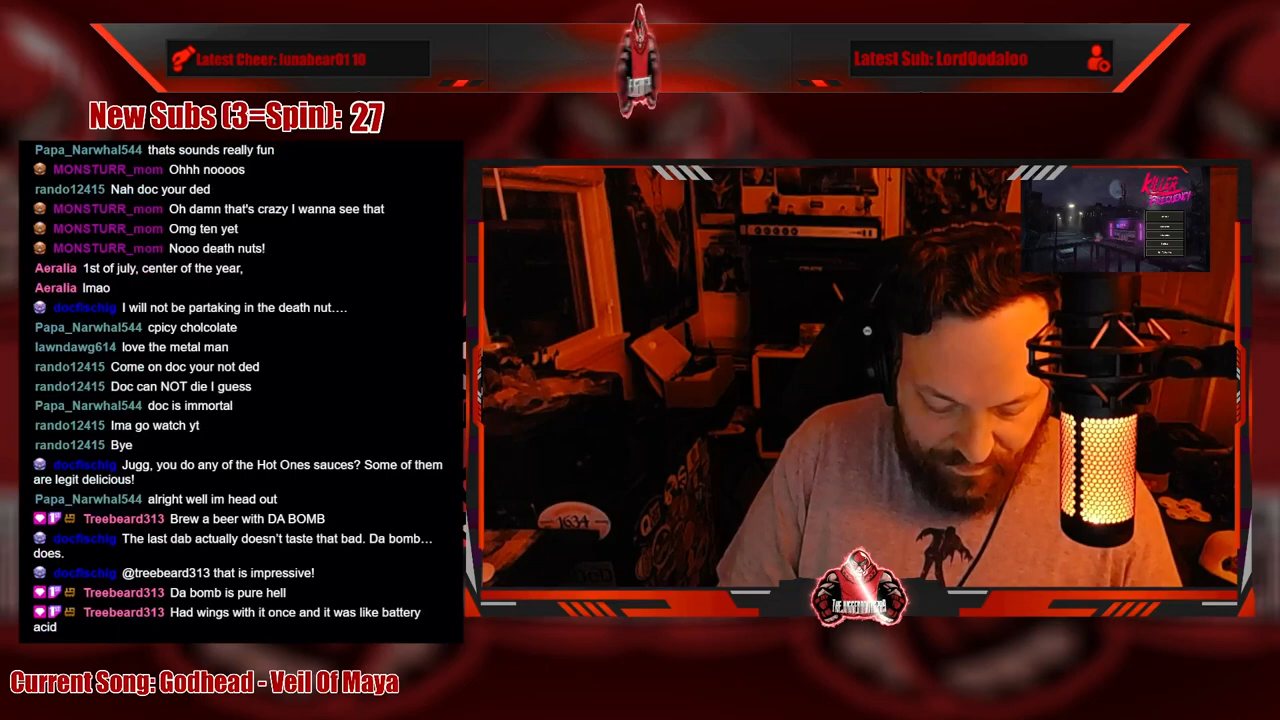 Latest Cheer: lunabear0110
Latest Sub: LordOodaloo
New Subs (3=Spin): 27
Papa_Narwhal544 thats sounds really fun
MONSTURR_mom Ohhh noooos
rando12415 Nah doc your ded
MONSTURR_mom Oh damn that's crazy I wanna see that
MONSTURR_mom Omg ten yet
MONSTURR_mom Nooo death nuts!
Aeralia 1st of july, center of the year,
Aeralia lmao
docfischig I will not be partaking in the death nut….
Papa_Narwhal544 cpicy cholcolate
lawndawg614 love the metal man
rando12415 Come on doc your not ded
rando12415 Doc can NOT die I guess
Papa_Narwhal544 doc is immortal
rando12415 Ima go watch yt
rando12415 Bye
docfischig Jugg, you do any of the Hot Ones sauces? Some of them
are legit delicious!
Papa_Narwhal544 alright well im head out
Treebeard313 Brew a beer with DA BOMB
docfischig The last dab actually doesn't taste that bad. Da bomb…
does.
docfischig @treebeard313 that is impressive!
Treebeard313 Da bomb is pure hell
Treebeard313 Had wings with it once and it was like battery
acid
KILLER
FREQUENCY
1634
Current Song: Godhead - Veil Of Maya